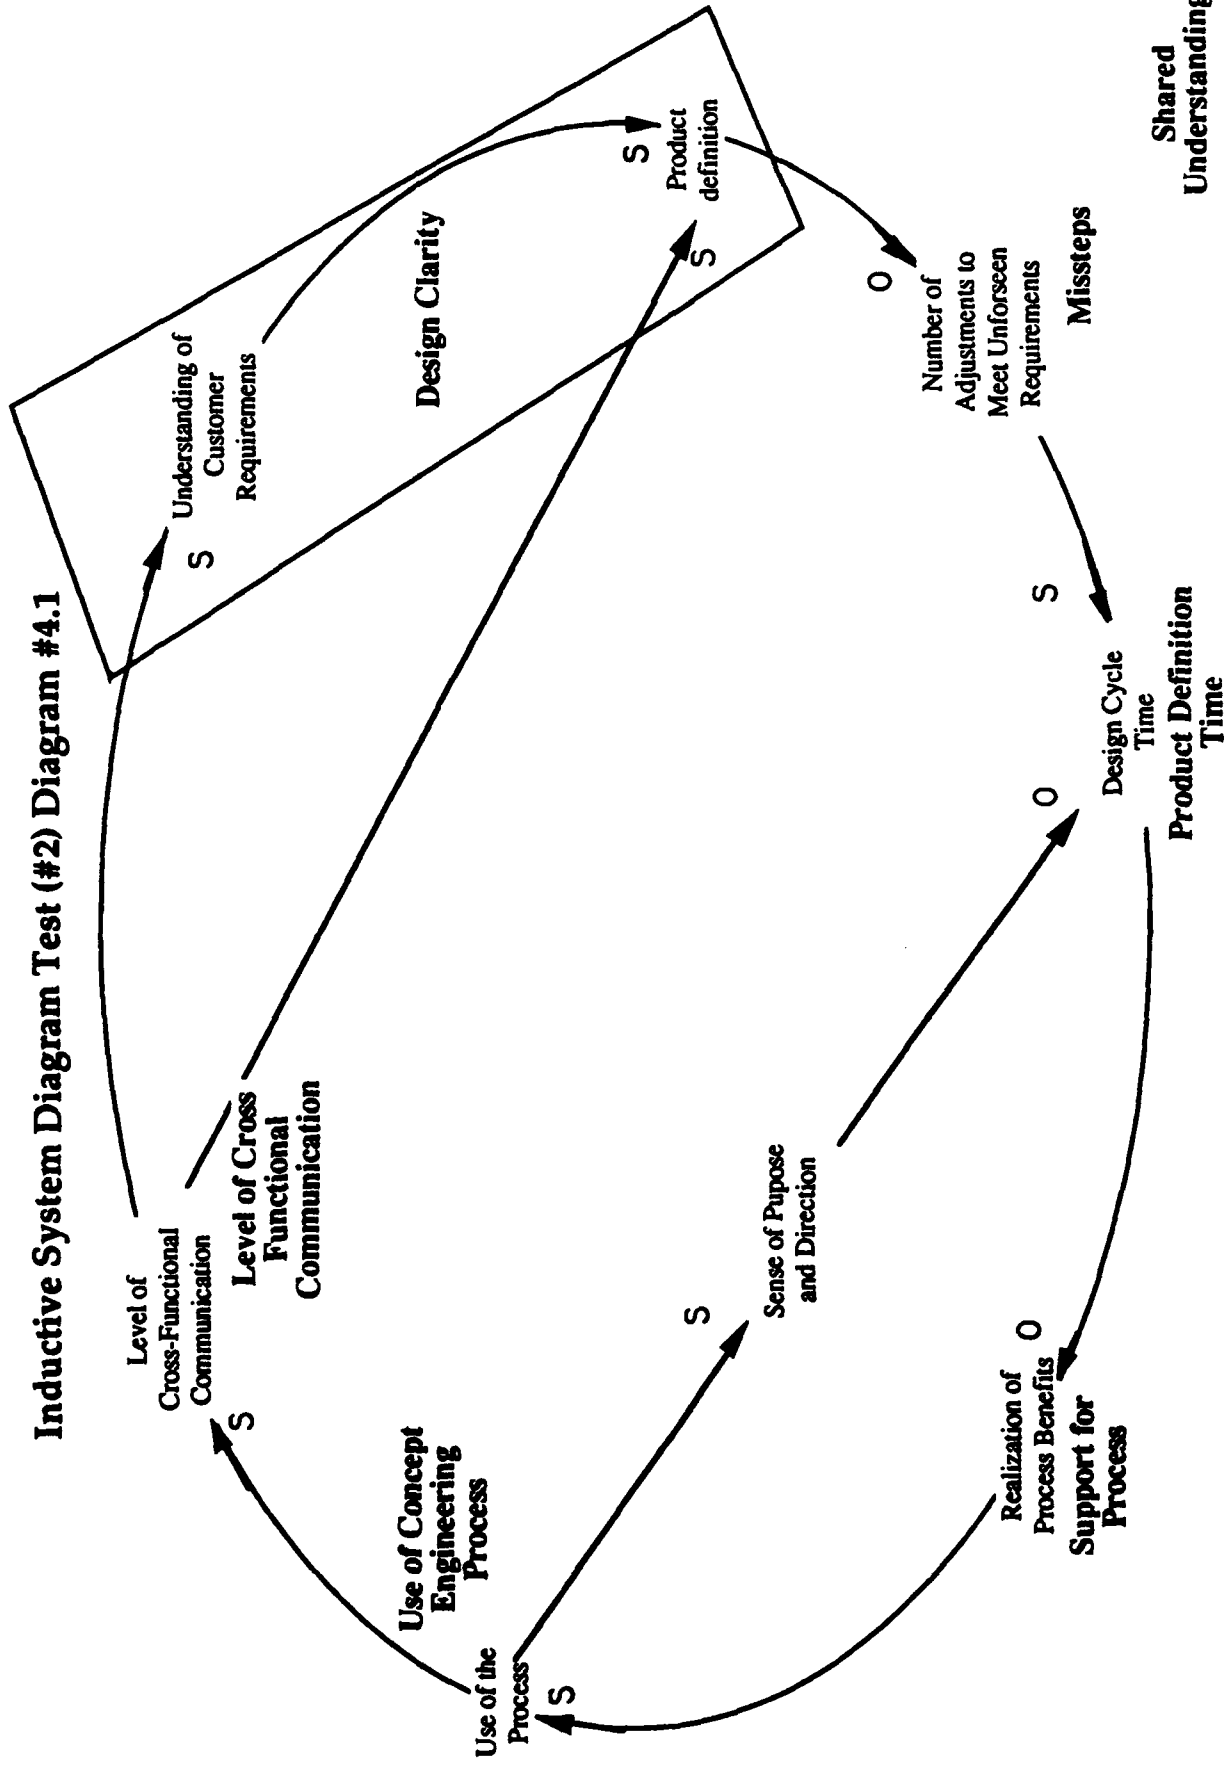 Inductive System Diagram Test (#2) Diagram #4.1
Level of
Cross-Functional
Communication
S
Level of Cross
Functional
Communication
Understanding of
Customer
Requirements
S
Design Clarity
S
Product
definition
S
Use of Concept
Engineering
Process
Use of the
Process
S
S
Sense of Pupose
and Direction
O
Number of
Adjustments to
Meet Unforseen
Requirements
Missteps
O
S
Design Cycle
Time
Product Definition
Time
Realization of
Process Benefits
O
Support for
Process
Shared
Understanding